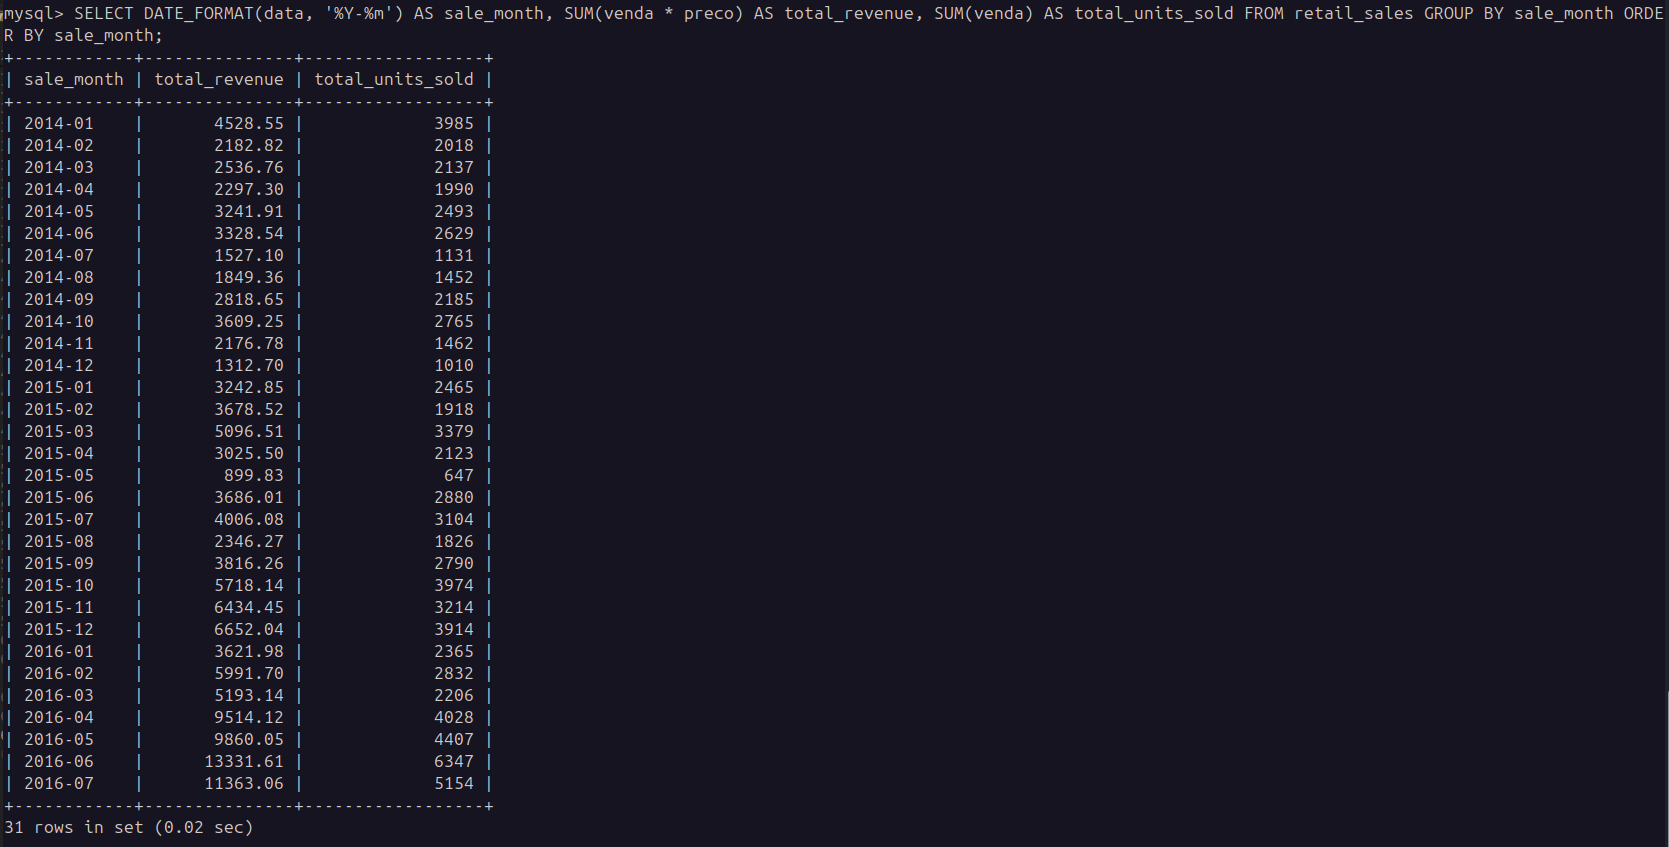 mysql> SELECT DATE_FORMAT(data, '%Y-%m') AS sale_month, SUM(venda * preco) AS total_revenue, SUM(venda) AS total_units_sold FROM retail_sales GROUP BY sale_month ORDE
R BY sale_month;
+------------+---------------+------------------+
| sale_month | total_revenue | total_units_sold |
+------------+---------------+------------------+
| 2014-01    |       4528.55 |             3985 |
| 2014-02    |       2182.82 |             2018 |
| 2014-03    |       2536.76 |             2137 |
| 2014-04    |       2297.30 |             1990 |
| 2014-05    |       3241.91 |             2493 |
| 2014-06    |       3328.54 |             2629 |
| 2014-07    |       1527.10 |             1131 |
| 2014-08    |       1849.36 |             1452 |
| 2014-09    |       2818.65 |             2185 |
| 2014-10    |       3609.25 |             2765 |
| 2014-11    |       2176.78 |             1462 |
| 2014-12    |       1312.70 |             1010 |
| 2015-01    |       3242.85 |             2465 |
| 2015-02    |       3678.52 |             1918 |
| 2015-03    |       5096.51 |             3379 |
| 2015-04    |       3025.50 |             2123 |
| 2015-05    |        899.83 |              647 |
| 2015-06    |       3686.01 |             2880 |
| 2015-07    |       4006.08 |             3104 |
| 2015-08    |       2346.27 |             1826 |
| 2015-09    |       3816.26 |             2790 |
| 2015-10    |       5718.14 |             3974 |
| 2015-11    |       6434.45 |             3214 |
| 2015-12    |       6652.04 |             3914 |
| 2016-01    |       3621.98 |             2365 |
| 2016-02    |       5991.70 |             2832 |
| 2016-03    |       5193.14 |             2206 |
| 2016-04    |       9514.12 |             4028 |
| 2016-05    |       9860.05 |             4407 |
| 2016-06    |      13331.61 |             6347 |
| 2016-07    |      11363.06 |             5154 |
+------------+---------------+------------------+
31 rows in set (0.02 sec)